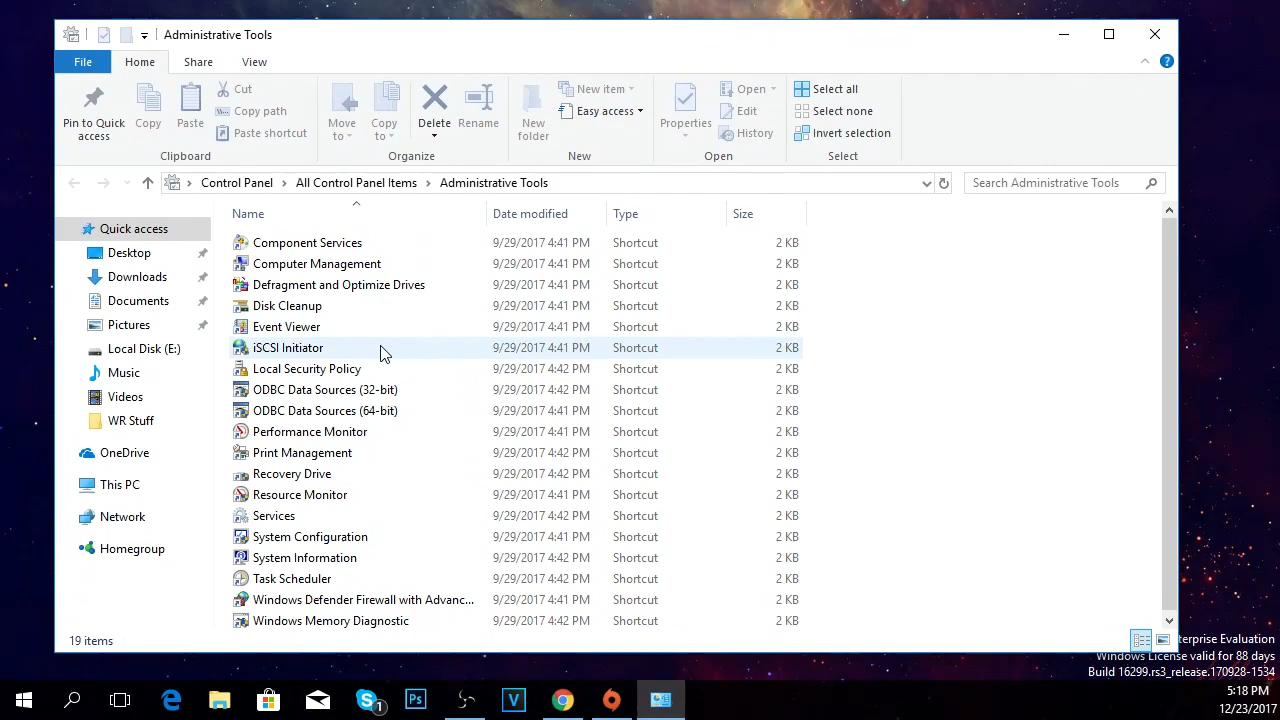 Administrative Tools
File Home Share View
Pin to Quick access
Copy
Paste
Cut
Copy path
Paste shortcut
Clipboard
Move to
Copy to
Delete
Rename
Organize
New folder
New item
Easy access
New
Properties
Open
Edit
History
Open
Select all
Select none
Invert selection
Select
Control Panel > All Control Panel Items > Administrative Tools
Search Administrative Tools
Quick access
Desktop
Downloads
Documents
Pictures
Local Disk (E:)
Music
Videos
WR Stuff
OneDrive
This PC
Network
Homegroup
Name Date modified Type Size
Component Services 9/29/2017 4:41 PM Shortcut 2 KB
Computer Management 9/29/2017 4:41 PM Shortcut 2 KB
Defragment and Optimize Drives 9/29/2017 4:41 PM Shortcut 2 KB
Disk Cleanup 9/29/2017 4:41 PM Shortcut 2 KB
Event Viewer 9/29/2017 4:41 PM Shortcut 2 KB
iSCSI Initiator 9/29/2017 4:41 PM Shortcut 2 KB
Local Security Policy 9/29/2017 4:42 PM Shortcut 2 KB
ODBC Data Sources (32-bit) 9/29/2017 4:41 PM Shortcut 2 KB
ODBC Data Sources (64-bit) 9/29/2017 4:41 PM Shortcut 2 KB
Performance Monitor 9/29/2017 4:41 PM Shortcut 2 KB
Print Management 9/29/2017 4:42 PM Shortcut 2 KB
Recovery Drive 9/29/2017 4:42 PM Shortcut 2 KB
Resource Monitor 9/29/2017 4:41 PM Shortcut 2 KB
Services 9/29/2017 4:42 PM Shortcut 2 KB
System Configuration 9/29/2017 4:41 PM Shortcut 2 KB
System Information 9/29/2017 4:42 PM Shortcut 2 KB
Task Scheduler 9/29/2017 4:42 PM Shortcut 2 KB
Windows Defender Firewall with Advanc... 9/29/2017 4:41 PM Shortcut 2 KB
Windows Memory Diagnostic 9/29/2017 4:42 PM Shortcut 2 KB
19 items
terprise Evaluation
Windows License valid for 88 days
Build 16299.rs3_release.170928-1534
1
Ps
V
5:18 PM
12/23/2017